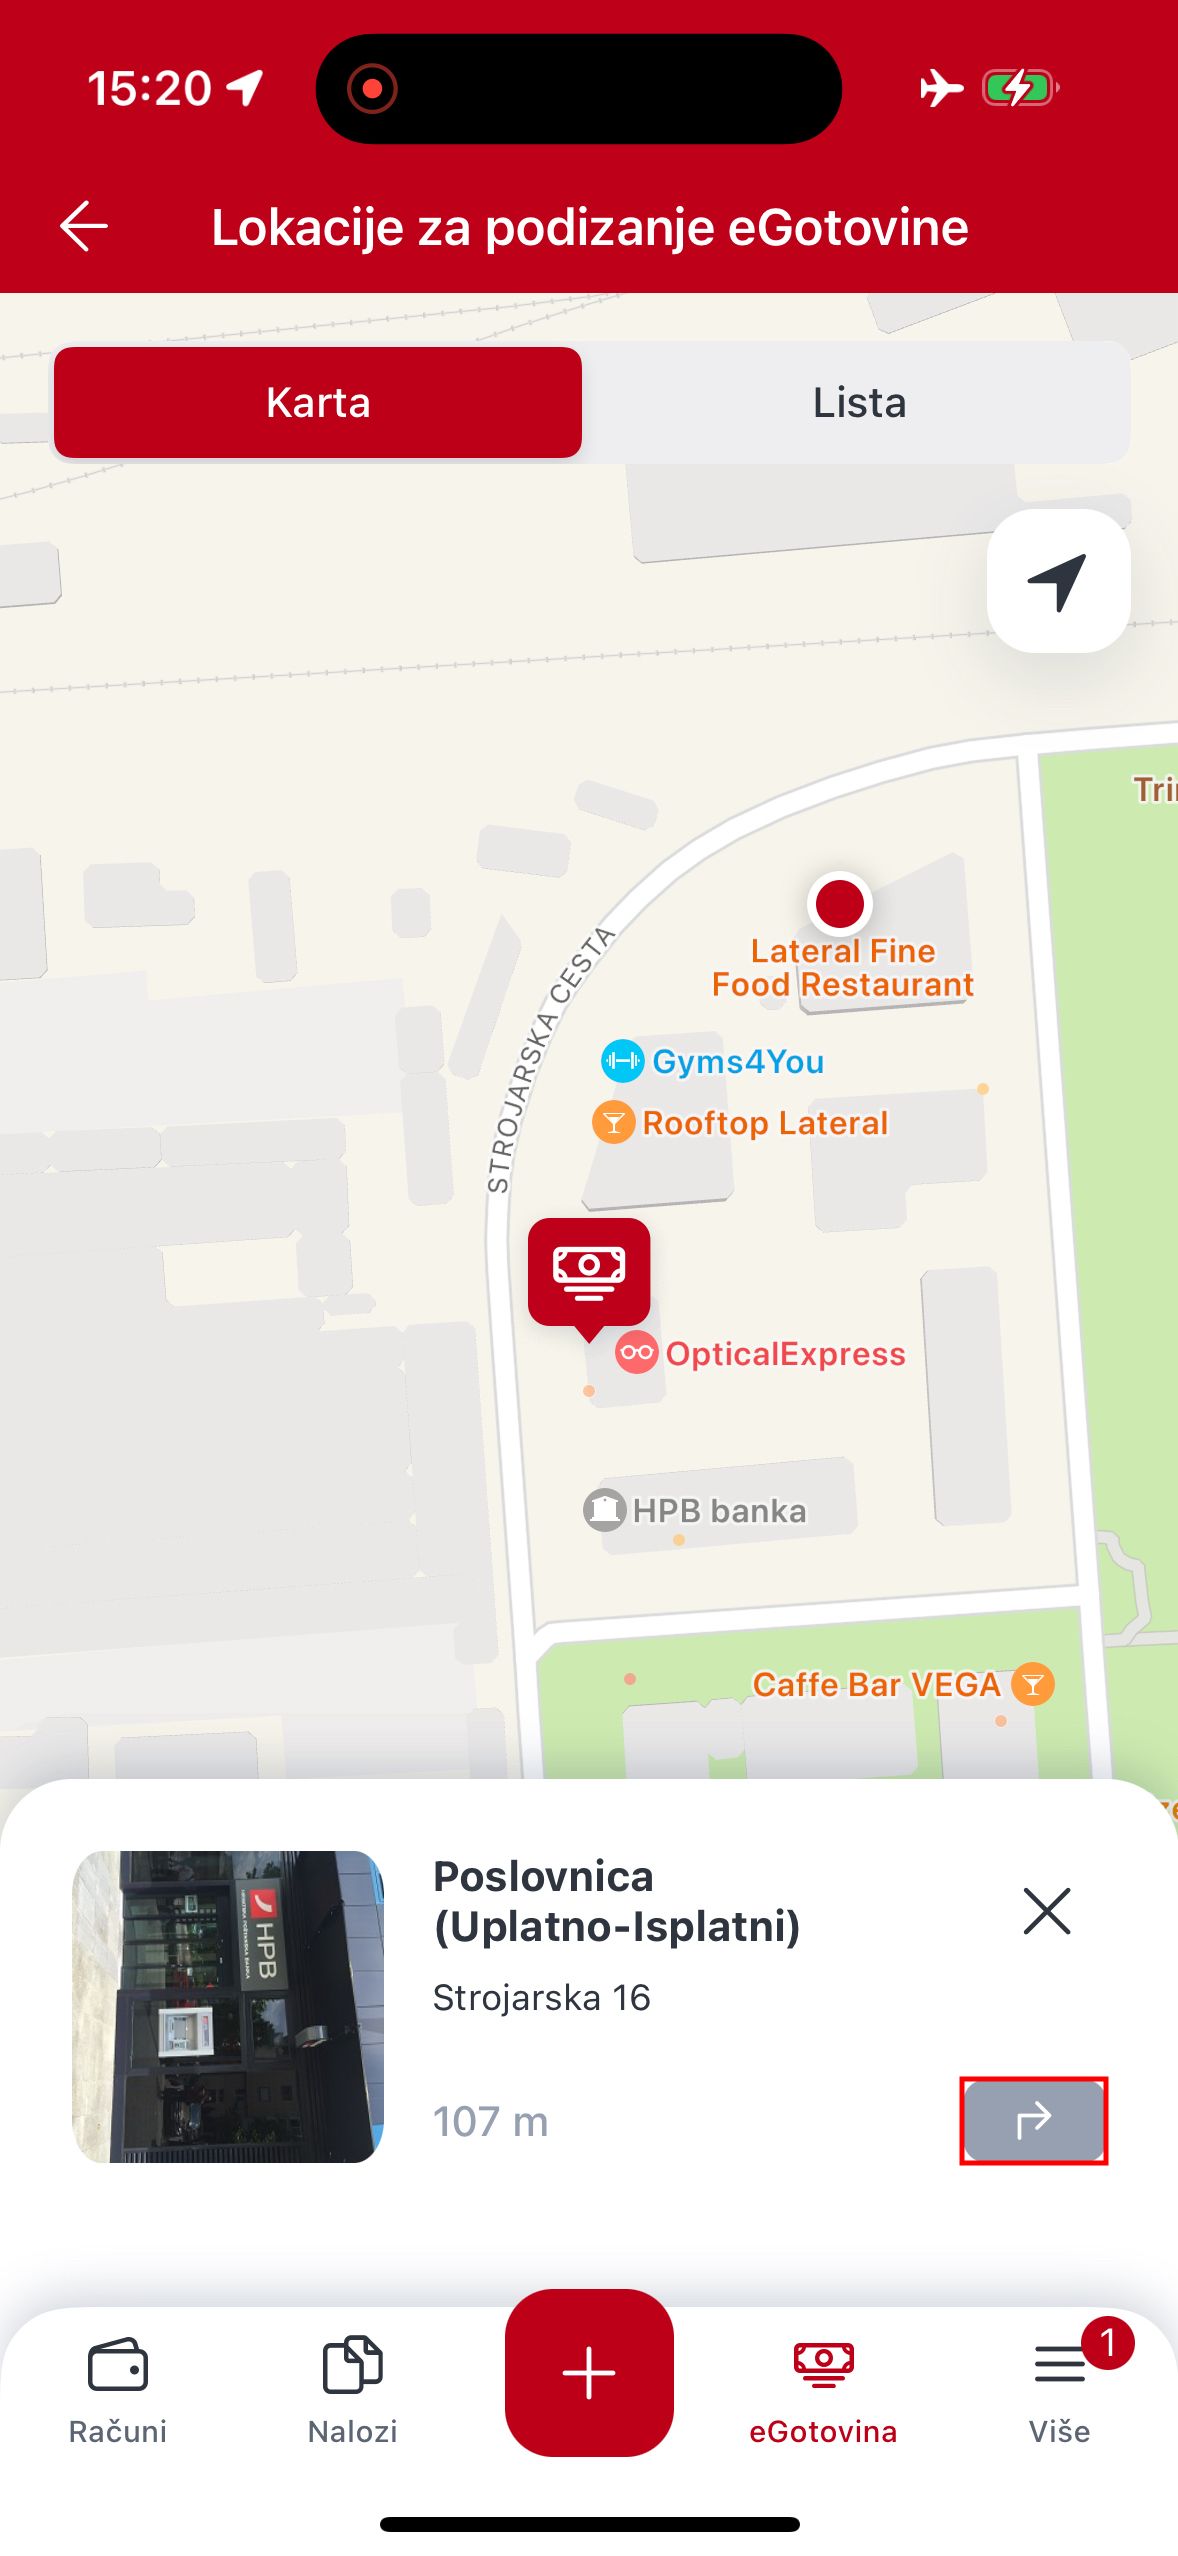 15:20
Lokacije za podizanje eGotovine
Karta
Lista
Lateral Fine
Food Restaurant
STROJARSKA CESTA
Gyms4You
Rooftop Lateral
OpticalExpress
HPB banka
Caffe Bar VEGA
Poslovnica
(Uplatno-Isplatni)
HPB
Strojarska 16
107 m
1
Računi
Nalozi
eGotovina
Više